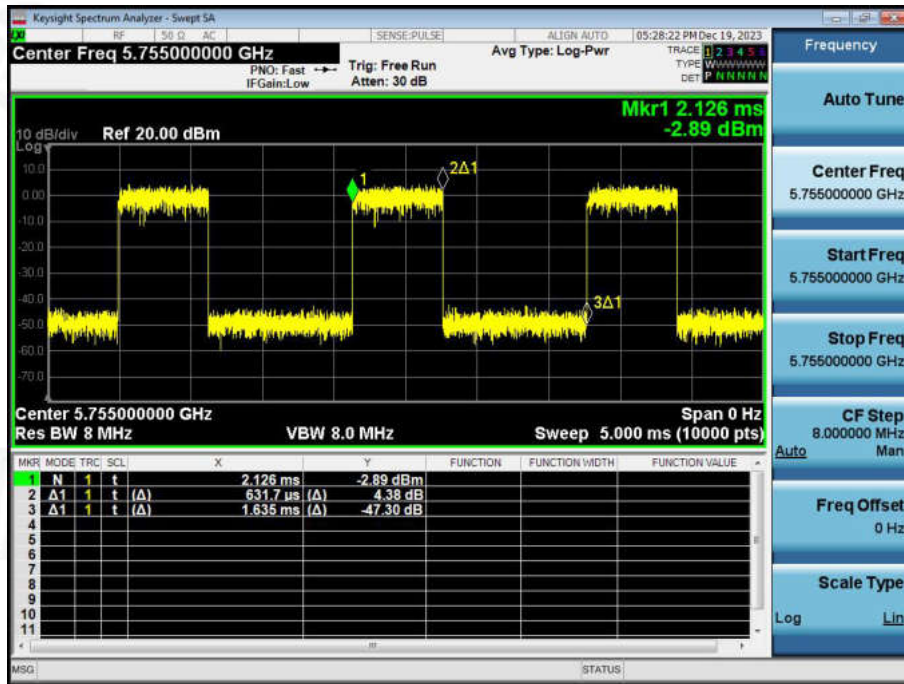 Keysight Spectrum Analyzer - Swept SA
RF 50 Ω AC SENSE:PULSE ALIGN AUTO 05:28:22 PM Dec 19, 2023
Center Freq 5.755000000 GHz
PNO: Fast
IFGain:Low
Trig: Free Run
Atten: 30 dB
Avg Type: Log-Pwr
TRACE 1 2 3 4 5 6
TYPE WWWWWW
DET P N N N N N
Mkr1 2.126 ms
-2.89 dBm
10 dB/div Ref 20.00 dBm
Log
10.0
0.00
-10.0
-20.0
-30.0
-40.0
-50.0
-60.0
-70.0
1
2Δ1
3Δ1
Center 5.755000000 GHz Span 0 Hz
Res BW 8 MHz VBW 8.0 MHz Sweep 5.000 ms (10000 pts)
MKR MODE TRC SCL X Y FUNCTION FUNCTION WIDTH FUNCTION VALUE
1 N 1 t 2.126 ms -2.89 dBm
2 Δ1 1 t (Δ) 631.7 µs (Δ) 4.38 dB
3 Δ1 1 t (Δ) 1.635 ms (Δ) -47.30 dB
4
5
6
7
8
9
10
11
MSG STATUS
Frequency
Auto Tune
Center Freq
5.755000000 GHz
Start Freq
5.755000000 GHz
Stop Freq
5.755000000 GHz
CF Step
8.000000 MHz
Auto Man
Freq Offset
0 Hz
Scale Type
Log Lin